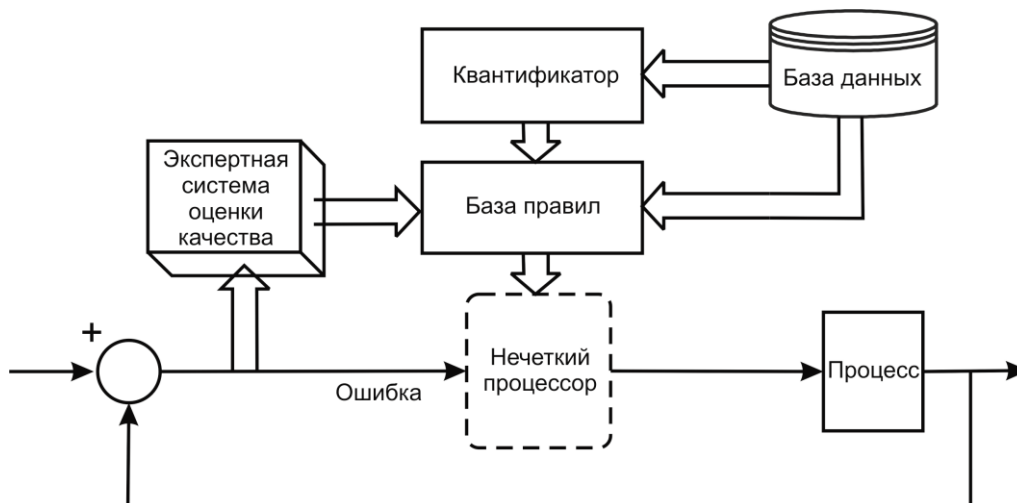 Квантификатор
База данных
Экспертная
система
оценки
качества
База правил
+
Ошибка
Нечеткий
процессор
Процесс